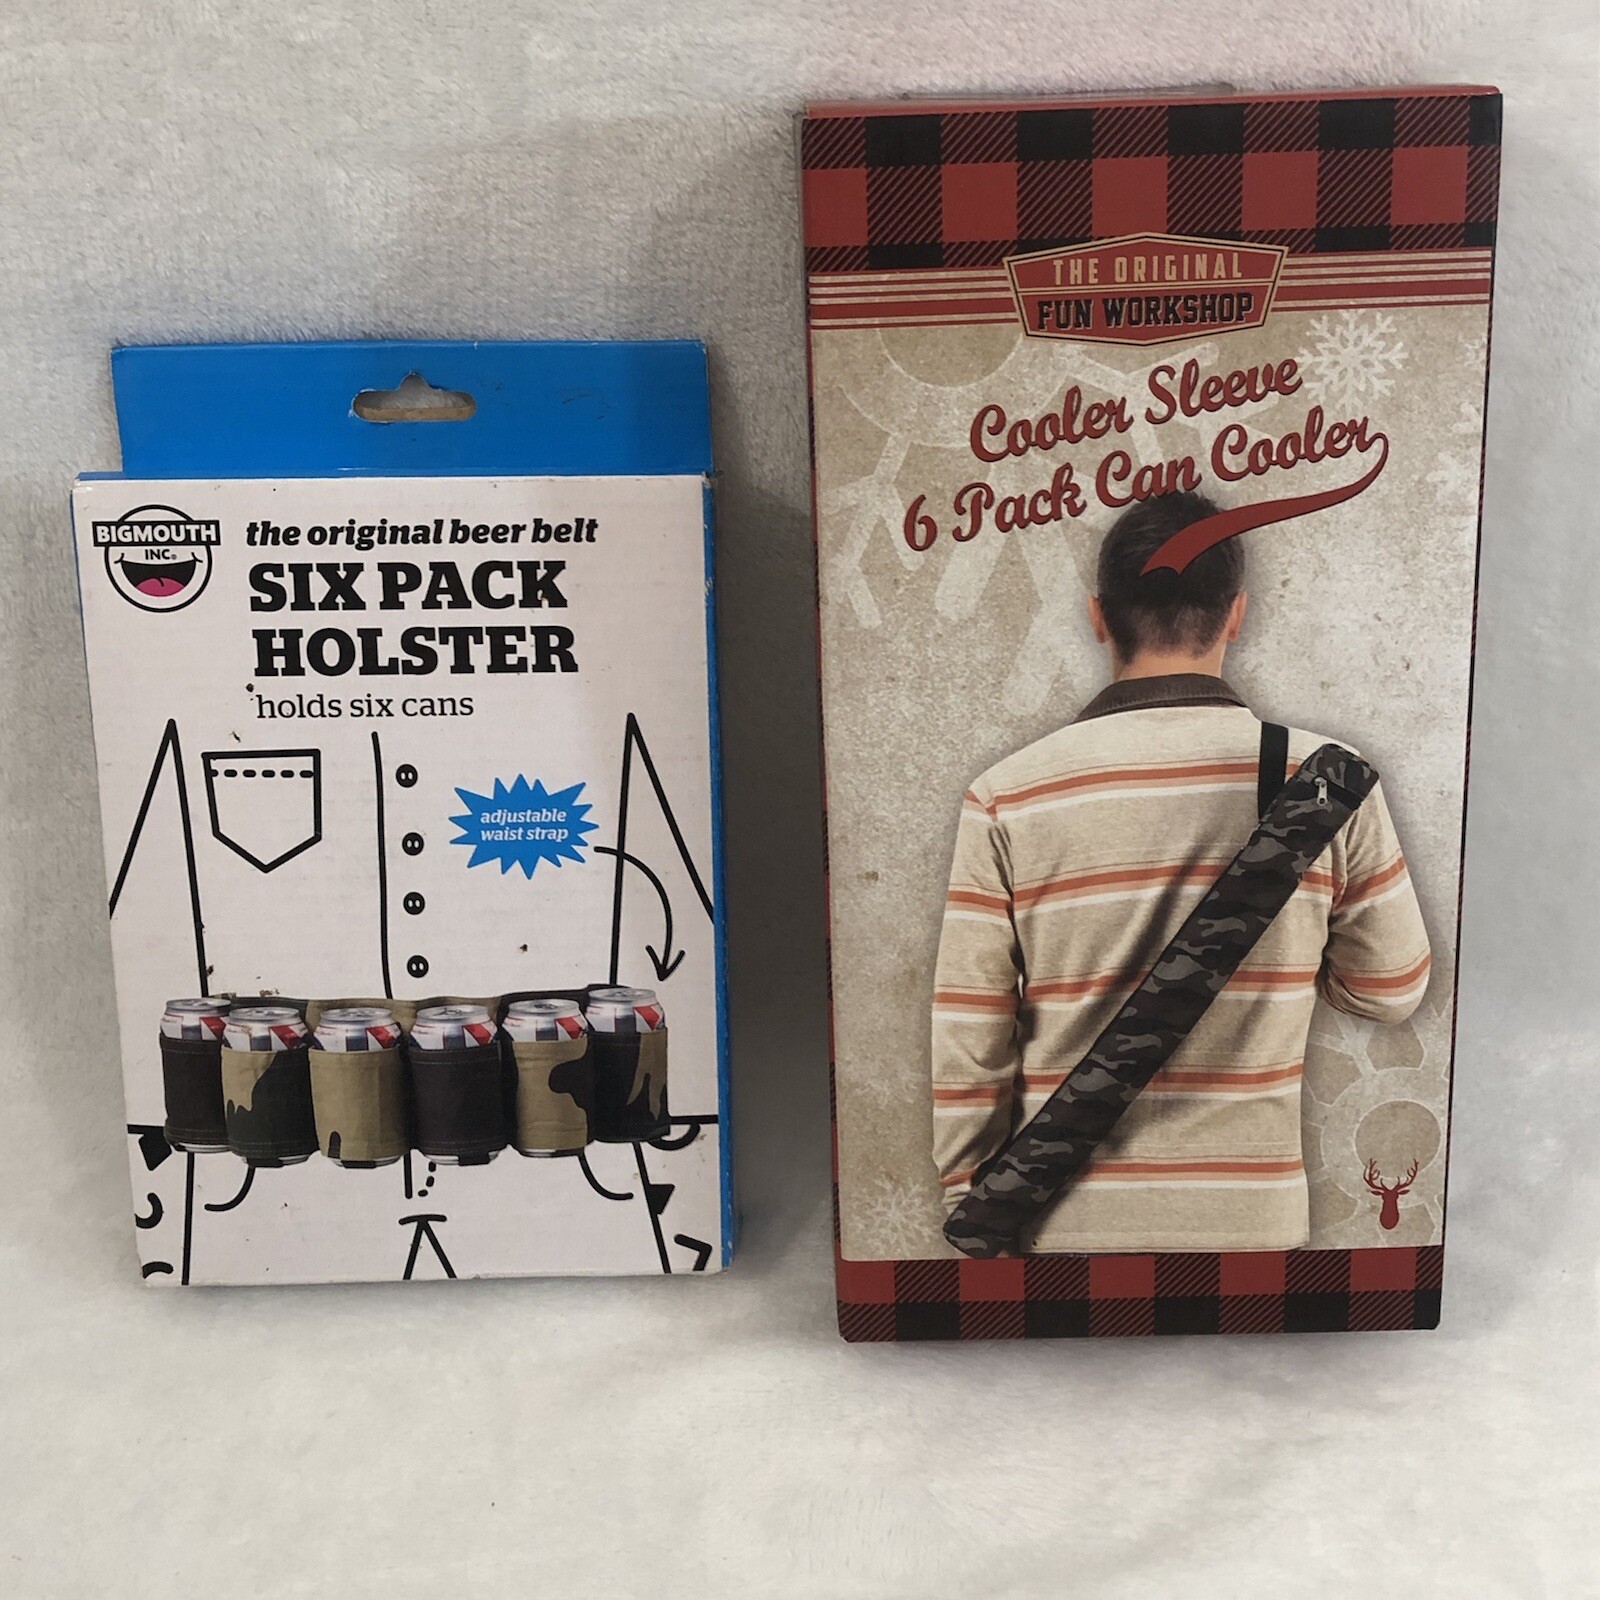 BIGMOUTH
INC.
the original beer belt
SIX PACK
HOLSTER
holds six cans
adjustable
waist strap
THE ORIGINAL
FUN WORKSHOP
Cooler Sleeve
6 Pack Can Cooler